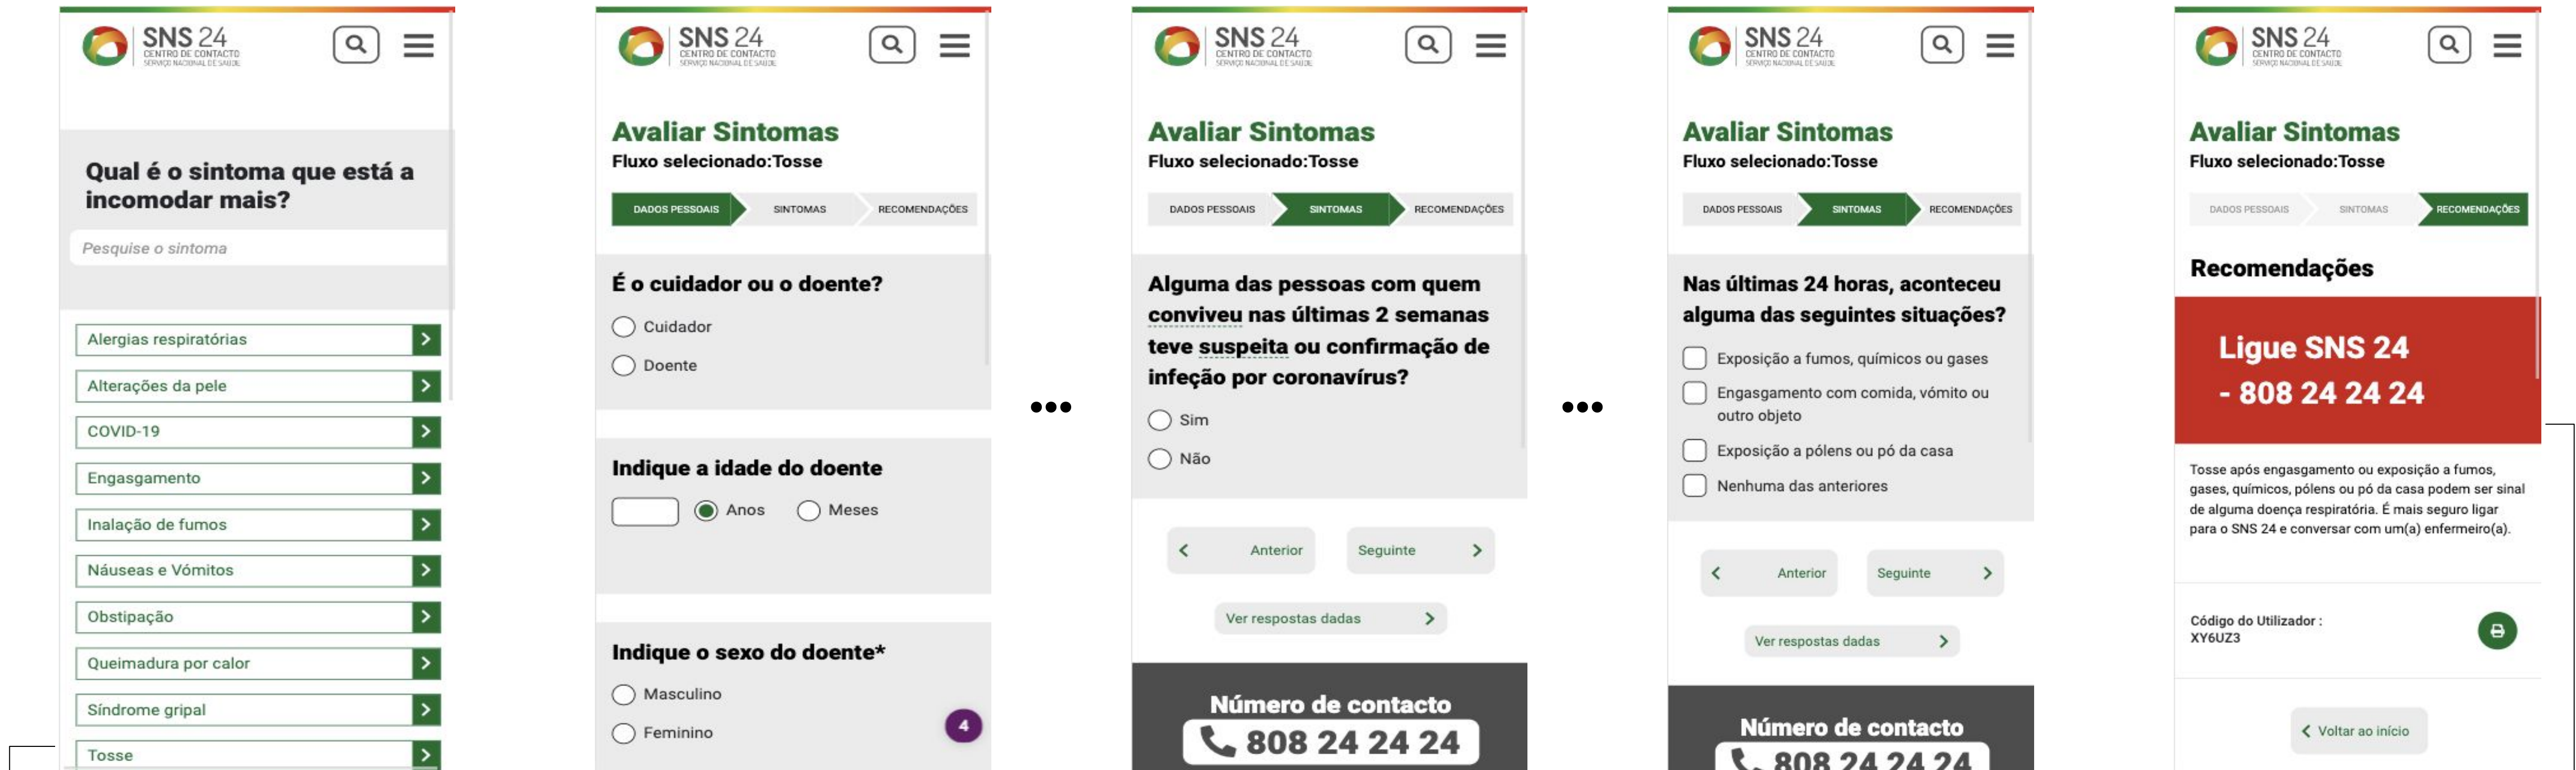 SNS 24
CENTRO DE CONTACTO
SERVIÇO NACIONAL DE SAÚDE
Qual é o sintoma que está a
incomodar mais?
Pesquise o sintoma
Alergias respiratórias
Alterações da pele
COVID-19
Engasgamento
Inalação de fumos
Náuseas e Vómitos
Obstipação
Queimadura por calor
Síndrome gripal
Tosse
SNS 24
CENTRO DE CONTACTO
SERVIÇO NACIONAL DE SAÚDE
Avaliar Sintomas
Fluxo selecionado:Tosse
DADOS PESSOAIS SINTOMAS RECOMENDAÇÕES
É o cuidador ou o doente?
Cuidador
Doente
Indique a idade do doente
Anos Meses
Indique o sexo do doente*
Masculino
Feminino
4
•••
SNS 24
CENTRO DE CONTACTO
SERVIÇO NACIONAL DE SAÚDE
Avaliar Sintomas
Fluxo selecionado:Tosse
DADOS PESSOAIS SINTOMAS RECOMENDAÇÕES
Alguma das pessoas com quem
conviveu nas últimas 2 semanas
teve suspeita ou confirmação de
infeção por coronavírus?
Sim
Não
Anterior Seguinte
Ver respostas dadas
Número de contacto
808 24 24 24
•••
SNS 24
CENTRO DE CONTACTO
SERVIÇO NACIONAL DE SAÚDE
Avaliar Sintomas
Fluxo selecionado:Tosse
DADOS PESSOAIS SINTOMAS RECOMENDAÇÕES
Nas últimas 24 horas, aconteceu
alguma das seguintes situações?
Exposição a fumos, químicos ou gases
Engasgamento com comida, vómito ou
outro objeto
Exposição a pólens ou pó da casa
Nenhuma das anteriores
Anterior Seguinte
Ver respostas dadas
Número de contacto
808 24 24 24
SNS 24
CENTRO DE CONTACTO
SERVIÇO NACIONAL DE SAÚDE
Avaliar Sintomas
Fluxo selecionado:Tosse
DADOS PESSOAIS SINTOMAS RECOMENDAÇÕES
Recomendações
Ligue SNS 24
- 808 24 24 24
Tosse após engasgamento ou exposição a fumos,
gases, químicos, pólens ou pó da casa podem ser sinal
de alguma doença respiratória. É mais seguro ligar
para o SNS 24 e conversar com um(a) enfermeiro(a).
Código do Utilizador :
XY6UZ3
Voltar ao início